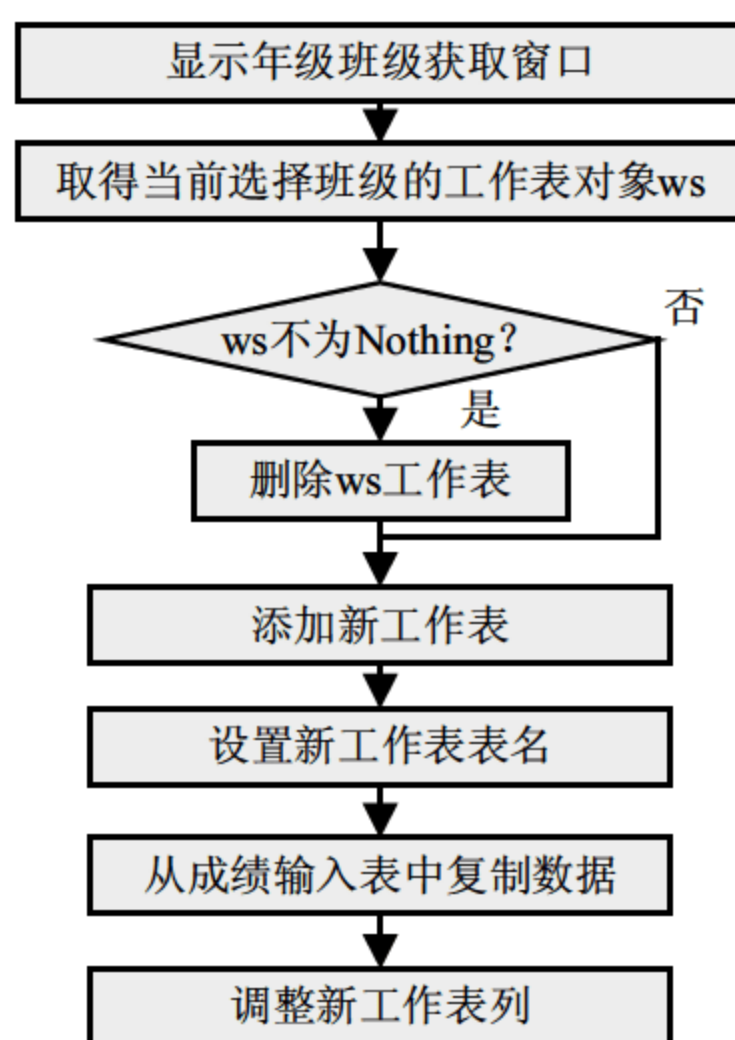 显示年级班级获取窗口
取得当前选择班级的工作表对象ws
ws不为Nothing?
否
是
删除ws工作表
添加新工作表
设置新工作表表名
从成绩输入表中复制数据
调整新工作表列